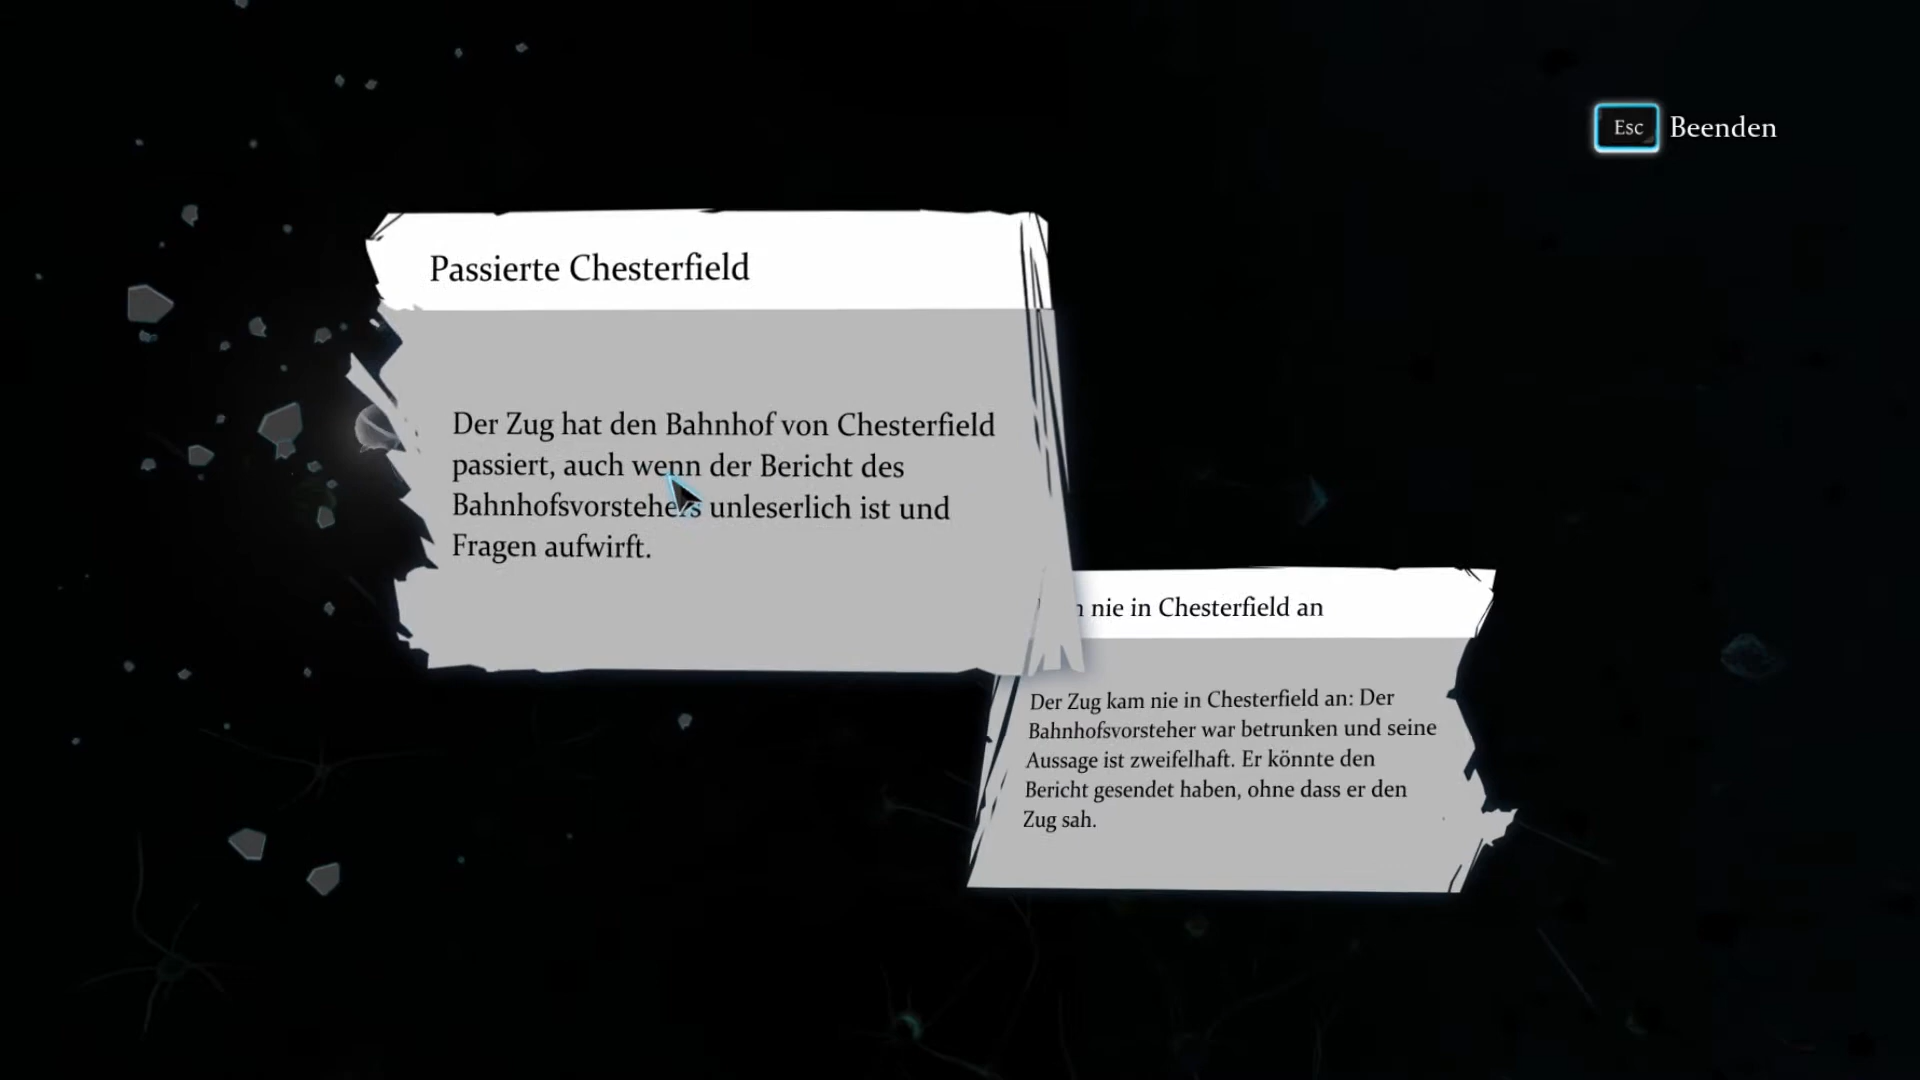 Esc Beenden
Passierte Chesterfield
Der Zug hat den Bahnhof von Chesterfield
passiert, auch wenn der Bericht des
Bahnhofsvorstehers unleserlich ist und
Fragen aufwirft.
nie in Chesterfield an
Der Zug kam nie in Chesterfield an: Der
Bahnhofsvorsteher war betrunken und seine
Aussage ist zweifelhaft. Er könnte den
Bericht gesendet haben, ohne dass er den
Zug sah.